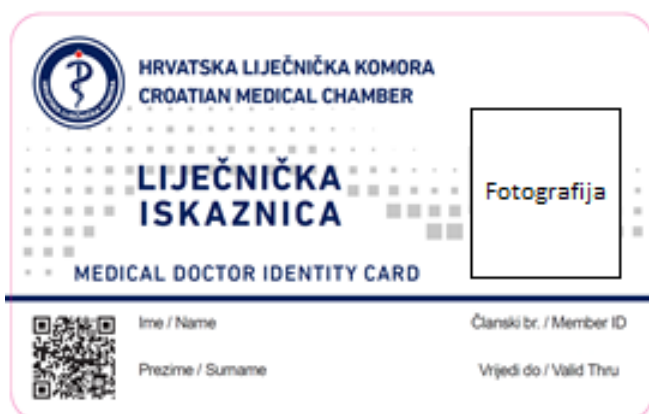 HRVATSKA LIJEČNIČKA KOMORA
CROATIAN MEDICAL CHAMBER
LIJEČNIČKA
ISKAZNICA
Fotografija
MEDICAL DOCTOR IDENTITY CARD
Ime / Name
Članski br. / Member ID
Prezime / Surname
Vrijedi do / Valid Thru